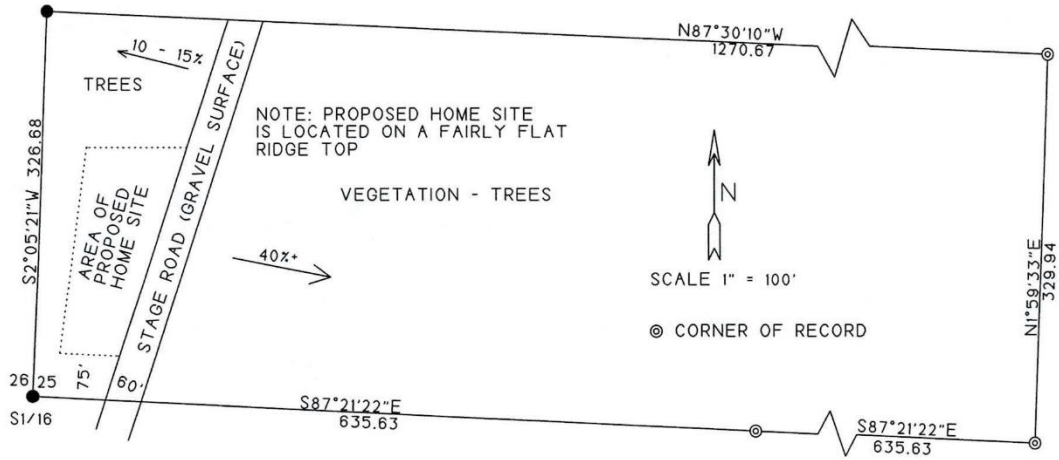 N87°30'10"W
1270.67
10 - 15%
TREES
STAGE ROAD (GRAVEL SURFACE)
NOTE: PROPOSED HOME SITE
IS LOCATED ON A FAIRLY FLAT
RIDGE TOP
VEGETATION - TREES
S2°05'21"W 326.68
AREA OF
PROPOSED
HOME SITE
N
40%+
SCALE 1" = 100'
N1°59'33"E
329.94
CORNER OF RECORD
26 25
75'
60'
S1/16
S87°21'22"E
635.63
S87°21'22"E
635.63